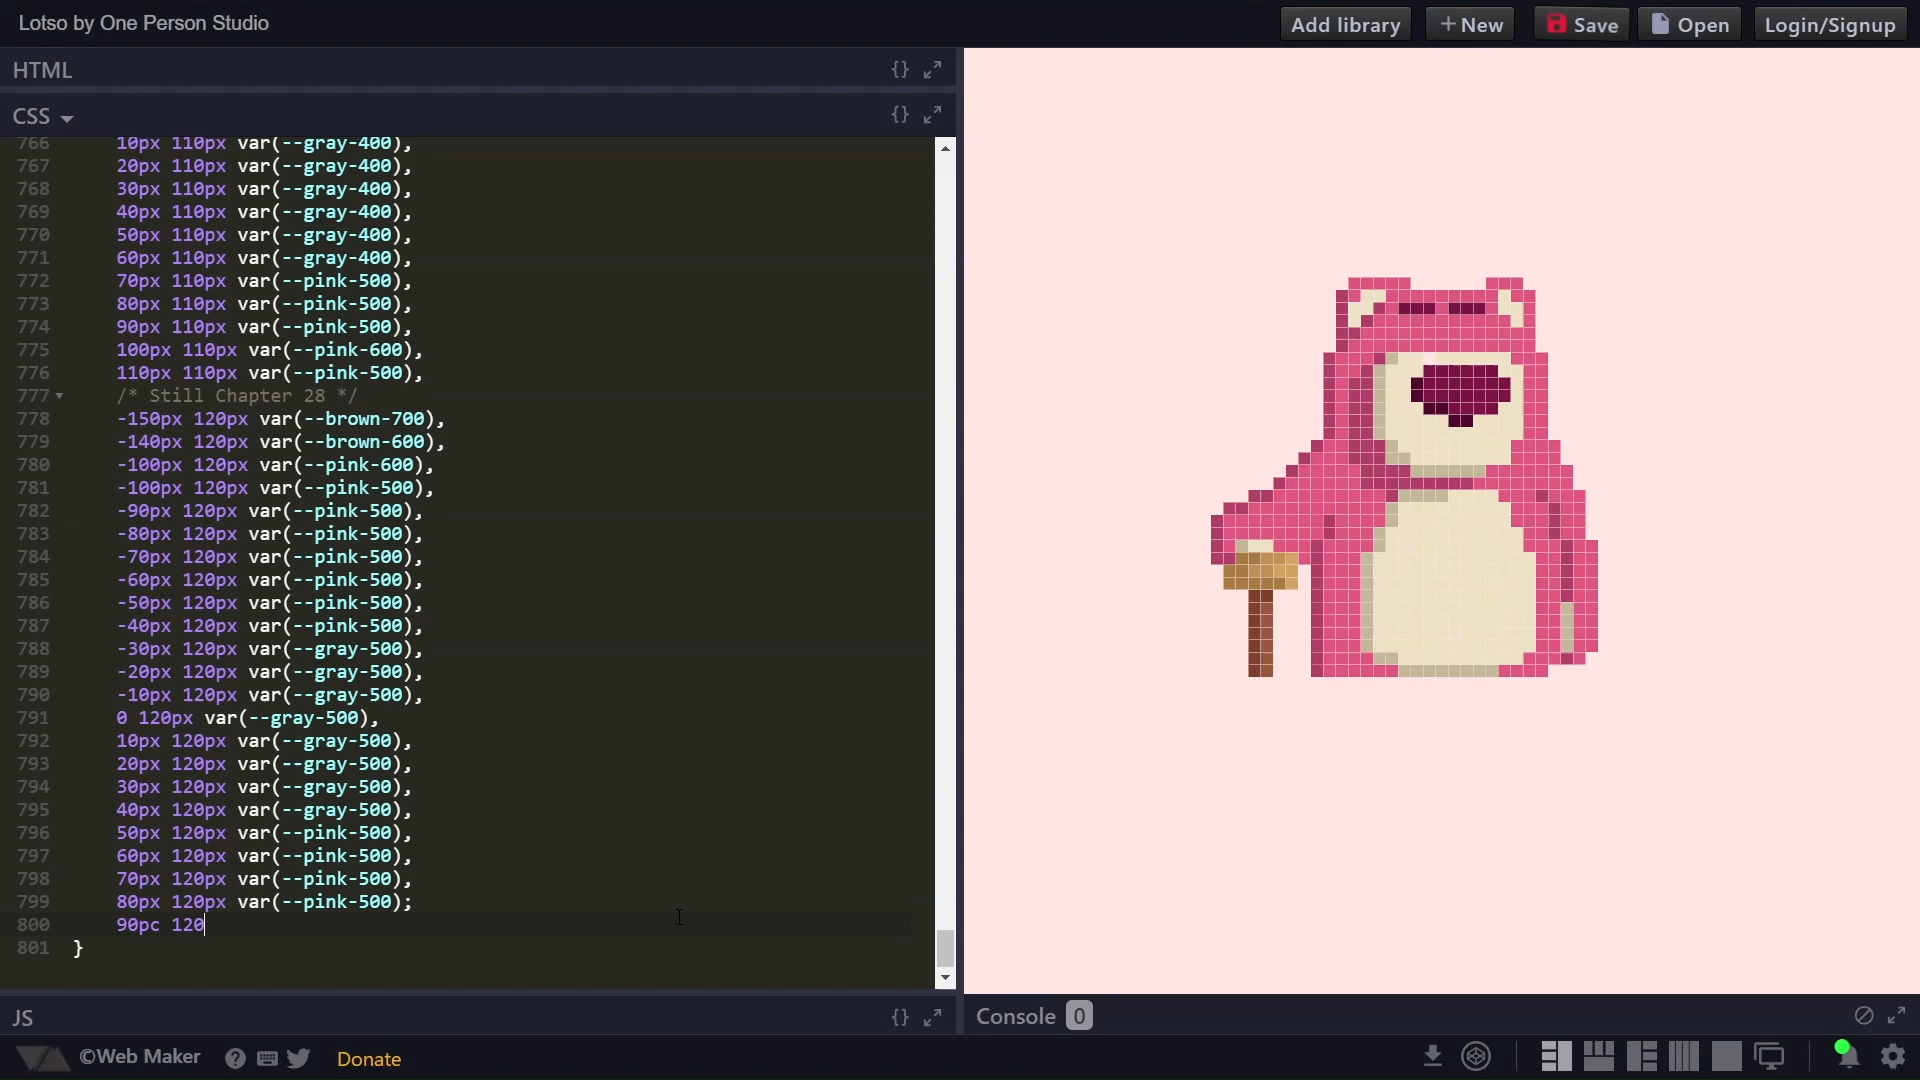 Lotso by One Person Studio
Add library
+ New
Save
Open
Login/Signup
HTML
{}
CSS
{}
766 10px 110px var(--gray-400),
767 20px 110px var(--gray-400),
768 30px 110px var(--gray-400),
769 40px 110px var(--gray-400),
770 50px 110px var(--gray-400),
771 60px 110px var(--gray-400),
772 70px 110px var(--pink-500),
773 80px 110px var(--pink-500),
774 90px 110px var(--pink-500),
775 100px 110px var(--pink-600),
776 110px 110px var(--pink-500),
777 /* Still Chapter 28 */
778 -150px 120px var(--brown-700),
779 -140px 120px var(--brown-600),
780 -100px 120px var(--pink-600),
781 -100px 120px var(--pink-500),
782 -90px 120px var(--pink-500),
783 -80px 120px var(--pink-500),
784 -70px 120px var(--pink-500),
785 -60px 120px var(--pink-500),
786 -50px 120px var(--pink-500),
787 -40px 120px var(--pink-500),
788 -30px 120px var(--gray-500),
789 -20px 120px var(--gray-500),
790 -10px 120px var(--gray-500),
791 0 120px var(--gray-500),
792 10px 120px var(--gray-500),
793 20px 120px var(--gray-500),
794 30px 120px var(--gray-500),
795 40px 120px var(--gray-500),
796 50px 120px var(--pink-500),
797 60px 120px var(--pink-500),
798 70px 120px var(--pink-500),
799 80px 120px var(--pink-500);
800 90pc 120
801 }
JS
{}
Console 0
©Web Maker
?
Donate